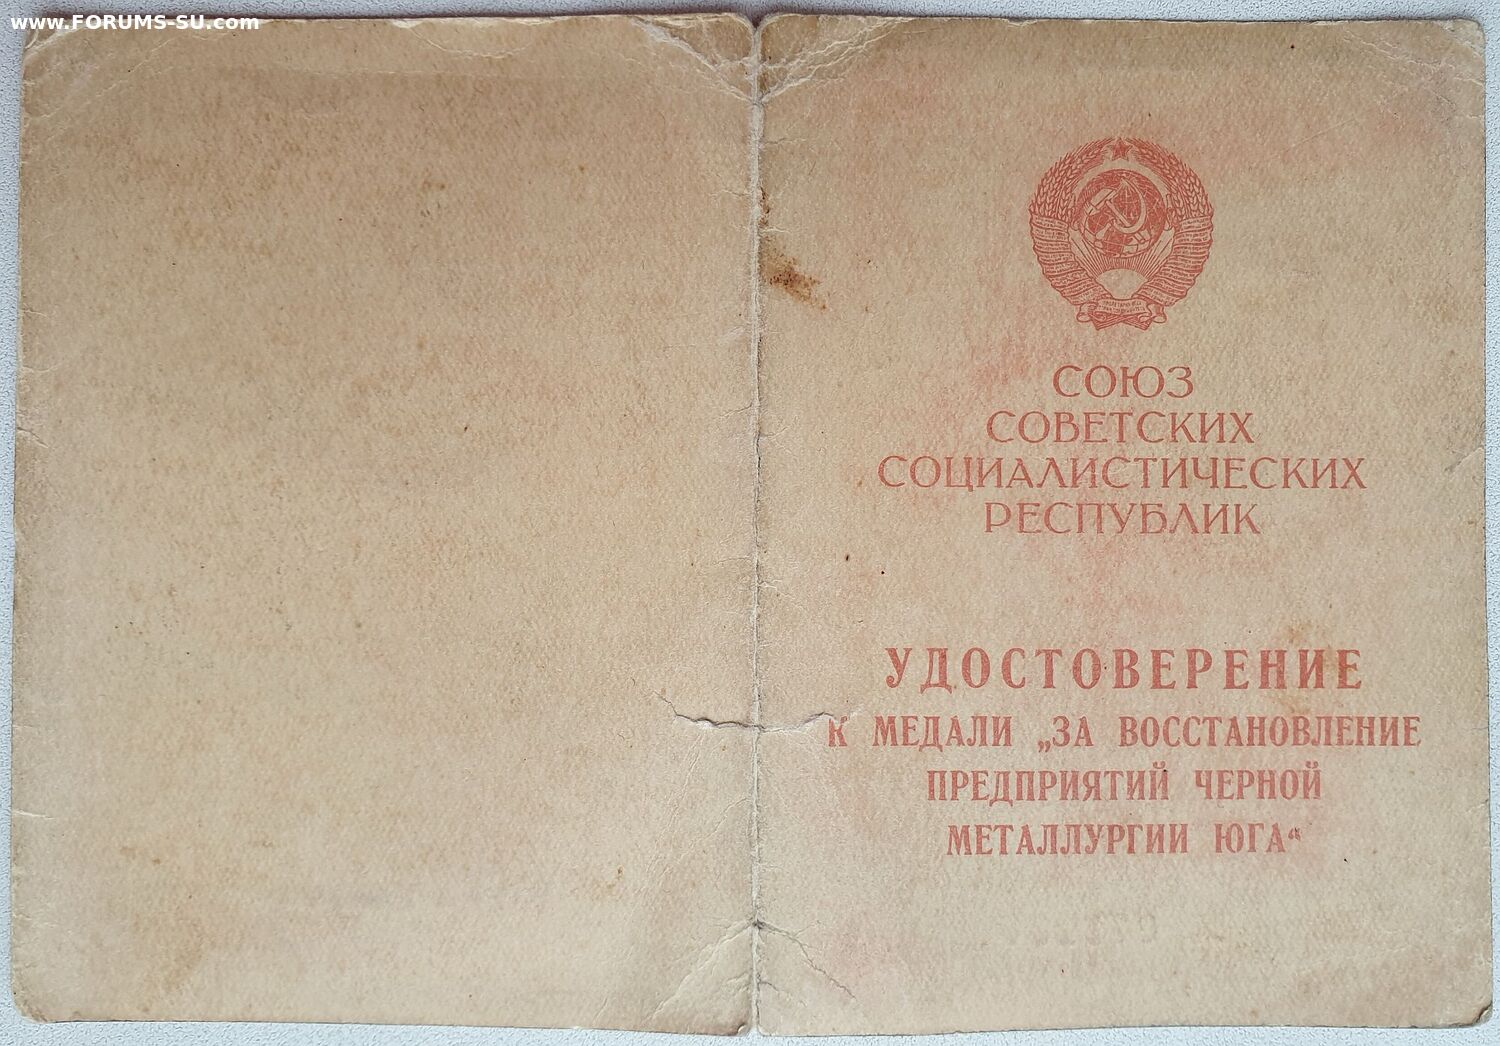 www.FORUMS-SU.com
СОЮЗ
СОВЕТСКИХ
СОЦИАЛИСТИЧЕСКИХ
РЕСПУБЛИК
УДОСТОВЕРЕНИЕ
К МЕДАЛИ „ЗА ВОССТАНОВЛЕНИЕ
ПРЕДПРИЯТИЙ ЧЕРНОЙ
МЕТАЛЛУРГИИ ЮГА“